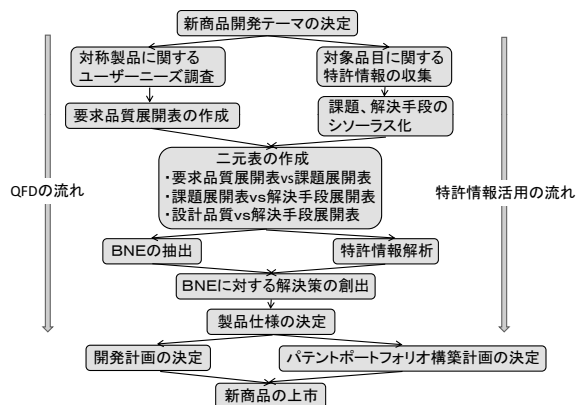 新商品開発テーマの決定
対称製品に関する
ユーザーニーズ調査
対象品目に関する
特許情報の収集
要求品質展開表の作成
課題、解決手段の
シソーラス化
二元表の作成
・要求品質展開表vs課題展開表
・課題展開表vs解決手段展開表
・設計品質vs解決手段展開表
QFDの流れ
特許情報活用の流れ
BNEの抽出
特許情報解析
BNEに対する解決策の創出
製品仕様の決定
開発計画の決定
パテントポートフォリオ構築計画の決定
新商品の上市